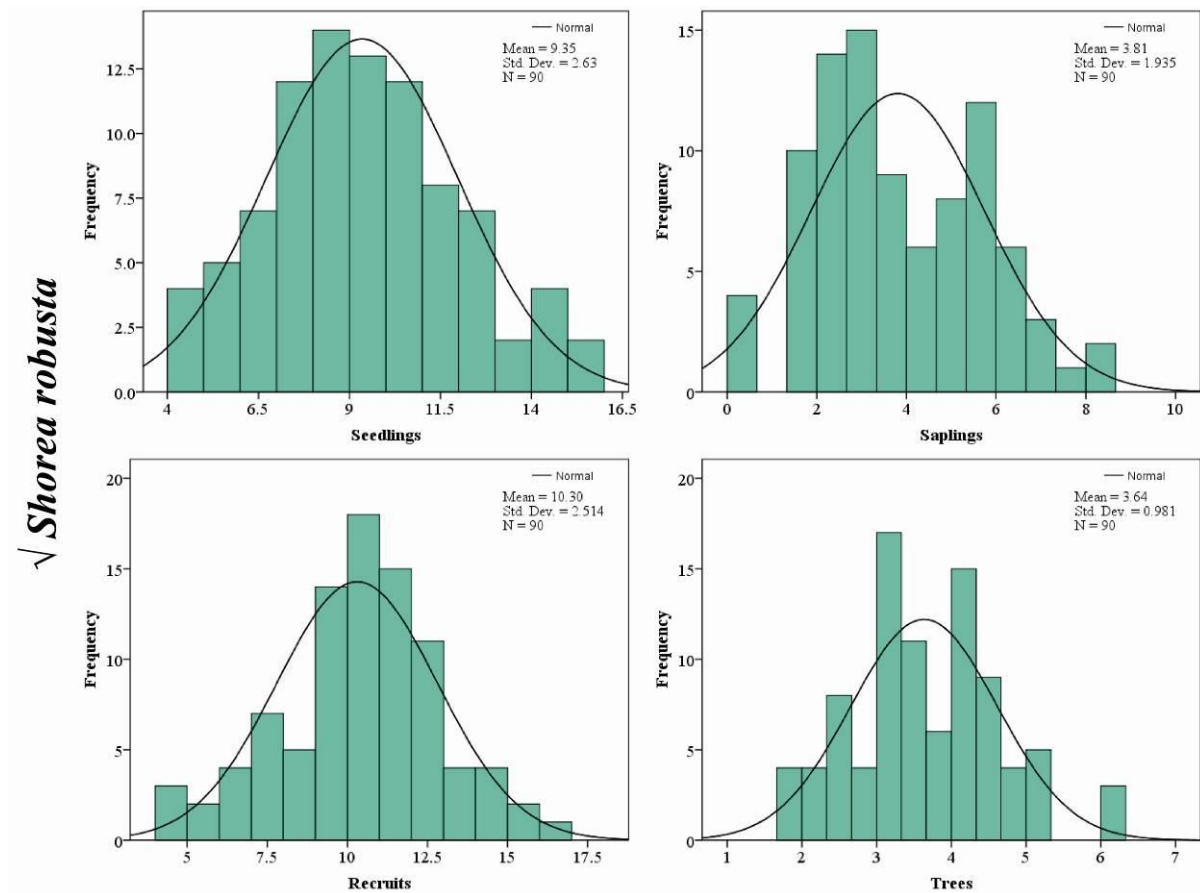 √ Shorea robusta
Normal
Mean = 9.35
Std. Dev. = 2.63
N = 90
Frequency
12.5
10.0
7.5
5.0
2.5
0.0
4 6.5 9 11.5 14 16.5
Seedlings
Normal
Mean = 3.81
Std. Dev. = 1.935
N = 90
Frequency
15
10
5
0
0 2 4 6 8 10
Saplings
Normal
Mean = 10.30
Std. Dev. = 2.514
N = 90
Frequency
20
15
10
5
0
5 7.5 10 12.5 15 17.5
Recruits
Normal
Mean = 3.64
Std. Dev. = 0.981
N = 90
Frequency
20
15
10
5
0
1 2 3 4 5 6 7
Trees